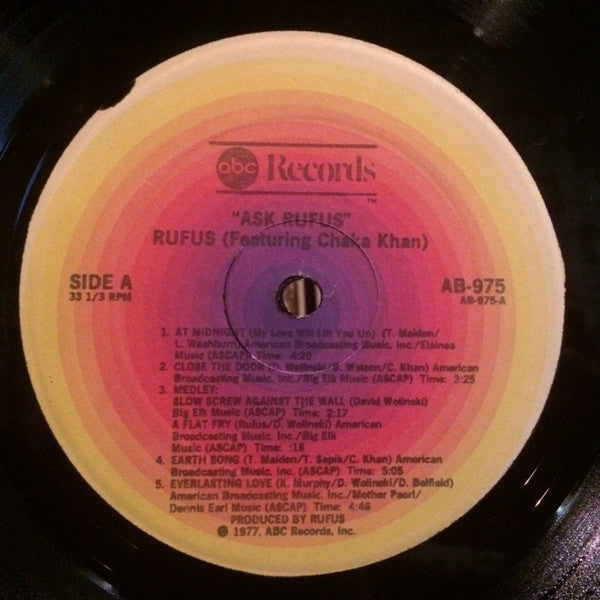 abc Records
TM
"ASK RUFUS"
RUFUS (Featuring Chaka Khan)
SIDE A
33 1/3 RPM
AB-975
AB-975-A
1. AT MIDNIGHT (My Love Will Lift You Up) (T. Maiden/
L. Washburn) American Broadcasting Music, Inc./Elainea
Music (ASCAP) Time: 4:20
2. CLOSE THE DOOR (D. Wolinski/B. Watson/C. Khan) American
Broadcasting Music, Inc./Big Elk Music (ASCAP) Time: 3:25
3. MEDLEY:
SLOW SCREW AGAINST THE WALL (David Wolinski)
Big Elk Music (ASCAP) Time: 2:17
A FLAT FRY (Rufus/D. Wolinski) American
Broadcasting Music, Inc./Big Elk
Music (ASCAP) Time: :18
4. EARTH SONG (T. Maiden/T. Sapik/C. Khan) American
Broadcasting Music, Inc. (ASCAP) Time: 5:05
5. EVERLASTING LOVE (K. Murphy/D. Wolinski/D. Belfield)
American Broadcasting Music, Inc./Mother Pearl/
Dennis Earl Music (ASCAP) Time: 4:46
PRODUCED BY RUFUS
℗ 1977, ABC Records, Inc.